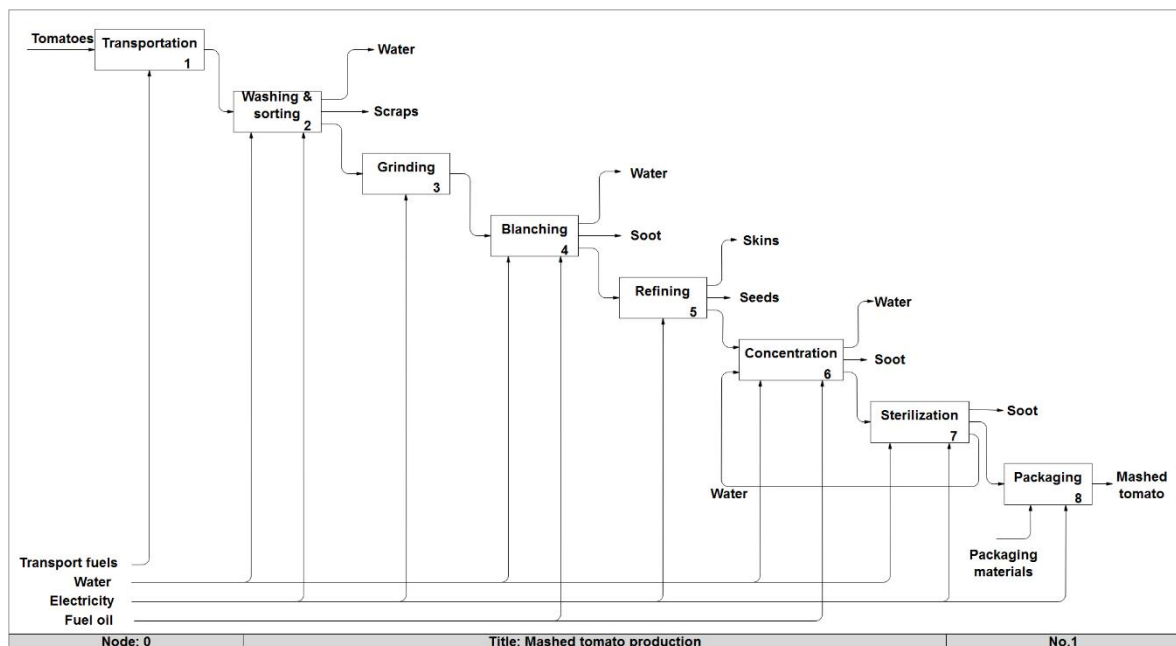 Tomatoes
Transportation
1
Water
Washing &
sorting
2
Scraps
Grinding
3
Water
Blanching
4
Soot
Skins
Refining
5
Seeds
Water
Concentration
6
Soot
Sterilization
7
Soot
Water
Packaging
8
Mashed
tomato
Packaging
materials
Transport fuels
Water
Electricity
Fuel oil
Node: 0
Title: Mashed tomato production
No.1